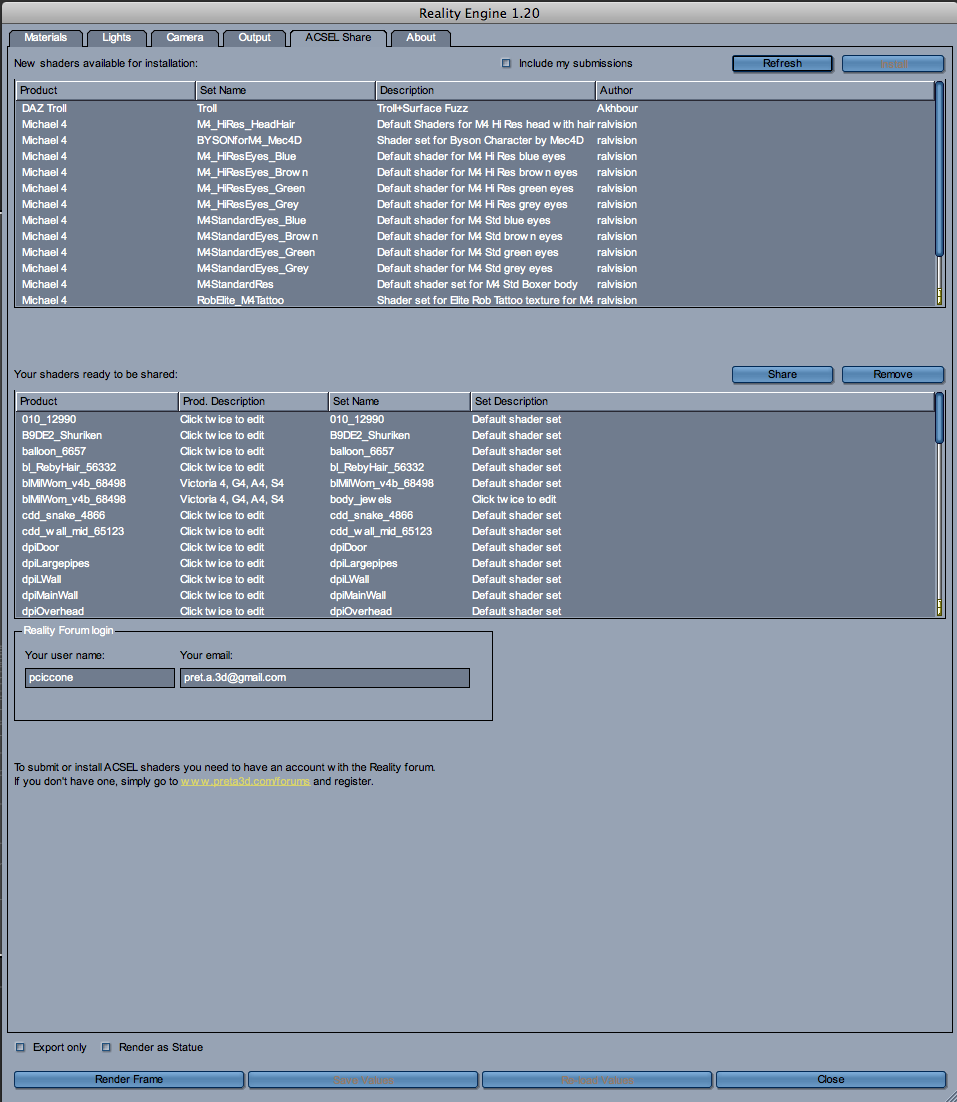 Reality Engine 1.20
Materials Lights Camera Output ACSEL Share About
New shaders available for installation: Include my submissions Refresh Install
Product Set Name Description Author
DAZ Troll Troll Troll+Surface Fuzz Akhbour
Michael 4 M4_HiRes_HeadHair Default Shaders for M4 Hi Res head with hair ralvision
Michael 4 BYSONforM4_Mec4D Shader set for Byson Character by Mec4D ralvision
Michael 4 M4_HiResEyes_Blue Default shader for M4 Hi Res blue eyes ralvision
Michael 4 M4_HiResEyes_Brown Default shader for M4 Hi Res brown eyes ralvision
Michael 4 M4_HiResEyes_Green Default shader for M4 Hi Res green eyes ralvision
Michael 4 M4_HiResEyes_Grey Default shader for M4 Hi Res grey eyes ralvision
Michael 4 M4StandardEyes_Blue Default shader for M4 Std blue eyes ralvision
Michael 4 M4StandardEyes_Brown Default shader for M4 Std brown eyes ralvision
Michael 4 M4StandardEyes_Green Default shader for M4 Std green eyes ralvision
Michael 4 M4StandardEyes_Grey Default shader for M4 Std grey eyes ralvision
Michael 4 M4StandardRes Default shader set for M4 Std Boxer body ralvision
Michael 4 RobElite_M4Tattoo Shader set for Elite Rob Tattoo texture for M4 ralvision
Your shaders ready to be shared: Share Remove
Product Prod. Description Set Name Set Description
010_12990 Click twice to edit 010_12990 Default shader set
B9DE2_Shuriken Click twice to edit B9DE2_Shuriken Default shader set
balloon_6657 Click twice to edit balloon_6657 Default shader set
bl_RebyHair_56332 Click twice to edit bl_RebyHair_56332 Default shader set
blMilWom_v4b_68498 Victoria 4, G4, A4, S4 blMilWom_v4b_68498 Default shader set
blMilWom_v4b_68498 Victoria 4, G4, A4, S4 body_jewels Click twice to edit
cdd_snake_4866 Click twice to edit cdd_snake_4866 Default shader set
cdd_wall_mid_65123 Click twice to edit cdd_wall_mid_65123 Default shader set
dpiDoor Click twice to edit dpiDoor Default shader set
dpiLargepipes Click twice to edit dpiLargepipes Default shader set
dpiLWall Click twice to edit dpiLWall Default shader set
dpiMainWall Click twice to edit dpiMainWall Default shader set
dpiOverhead Click twice to edit dpiOverhead Default shader set
Reality Forum login
Your user name: Your email:
pciccone pret.a.3d@gmail.com
To submit or install ACSEL shaders you need to have an account with the Reality forum.
If you don't have one, simply go to www.preta3d.com/forums and register.
Export only Render as Statue
Render Frame Close